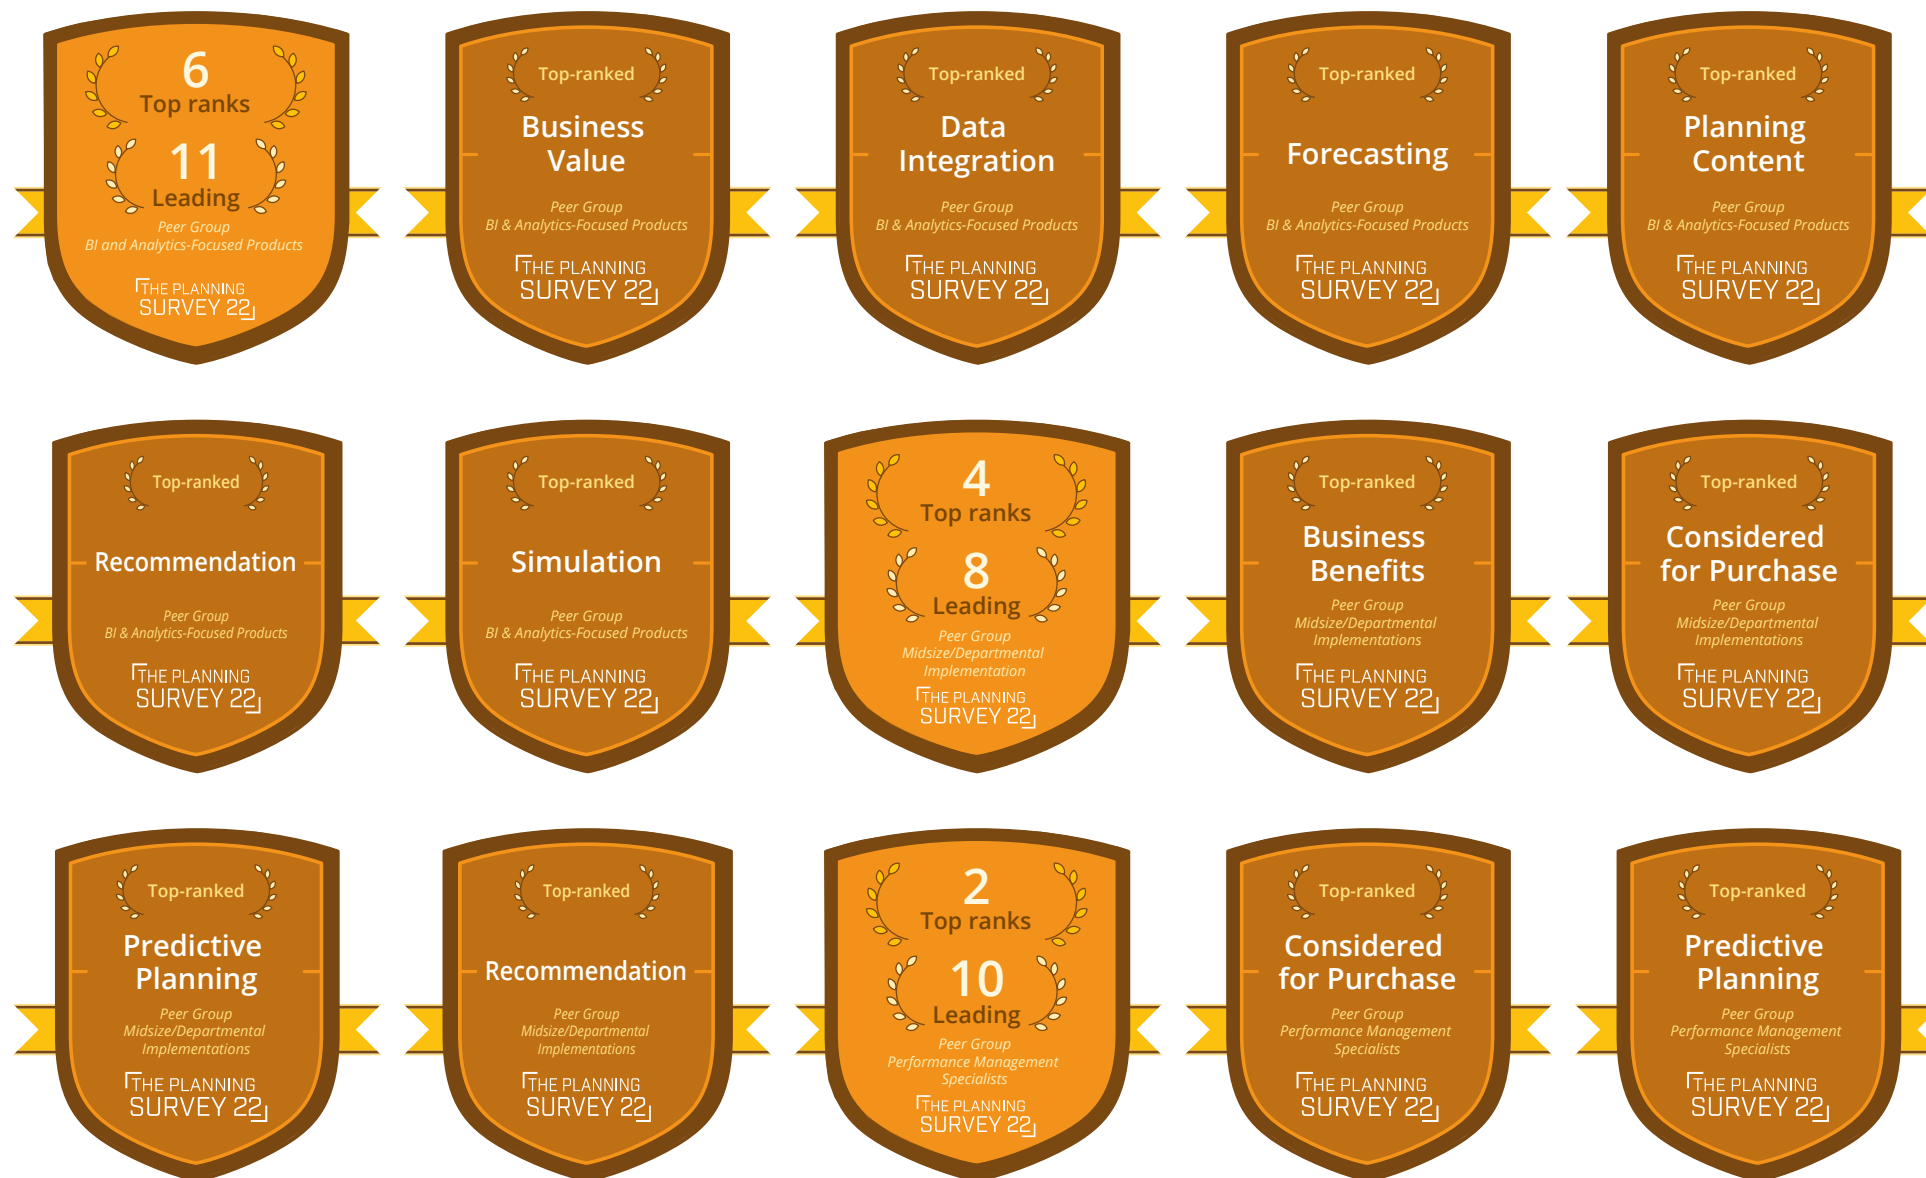 6
Top ranks
11
Leading
Peer Group
BI and Analytics-Focused Products
THE PLANNING
SURVEY 22
Top-ranked
Business
Value
Peer Group
BI & Analytics-Focused Products
THE PLANNING
SURVEY 22
Top-ranked
Data
Integration
Peer Group
BI & Analytics-Focused Products
THE PLANNING
SURVEY 22
Top-ranked
Forecasting
Peer Group
BI & Analytics-Focused Products
THE PLANNING
SURVEY 22
Top-ranked
Planning
Content
Peer Group
BI & Analytics-Focused Products
THE PLANNING
SURVEY 22
Top-ranked
Recommendation
Peer Group
BI & Analytics-Focused Products
THE PLANNING
SURVEY 22
Top-ranked
Simulation
Peer Group
BI & Analytics-Focused Products
THE PLANNING
SURVEY 22
4
Top ranks
8
Leading
Peer Group
Midsize/Departmental
Implementation
THE PLANNING
SURVEY 22
Top-ranked
Business
Benefits
Peer Group
Midsize/Departmental
Implementations
THE PLANNING
SURVEY 22
Top-ranked
Considered
for Purchase
Peer Group
Midsize/Departmental
Implementations
THE PLANNING
SURVEY 22
Top-ranked
Predictive
Planning
Peer Group
Midsize/Departmental
Implementations
THE PLANNING
SURVEY 22
Top-ranked
Recommendation
Peer Group
Midsize/Departmental
Implementations
THE PLANNING
SURVEY 22
2
Top ranks
10
Leading
Peer Group
Performance Management
Specialists
THE PLANNING
SURVEY 22
Top-ranked
Considered
for Purchase
Peer Group
Performance Management
Specialists
THE PLANNING
SURVEY 22
Top-ranked
Predictive
Planning
Peer Group
Performance Management
Specialists
THE PLANNING
SURVEY 22